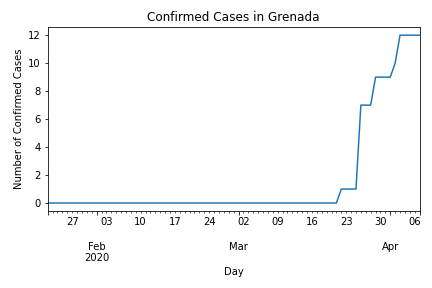 Confirmed Cases in Grenada
Number of Confirmed Cases
12
10
8
6
4
2
0
27 03 10 17 24 02 09 16 23 30 06
Feb Mar Apr
2020
Day